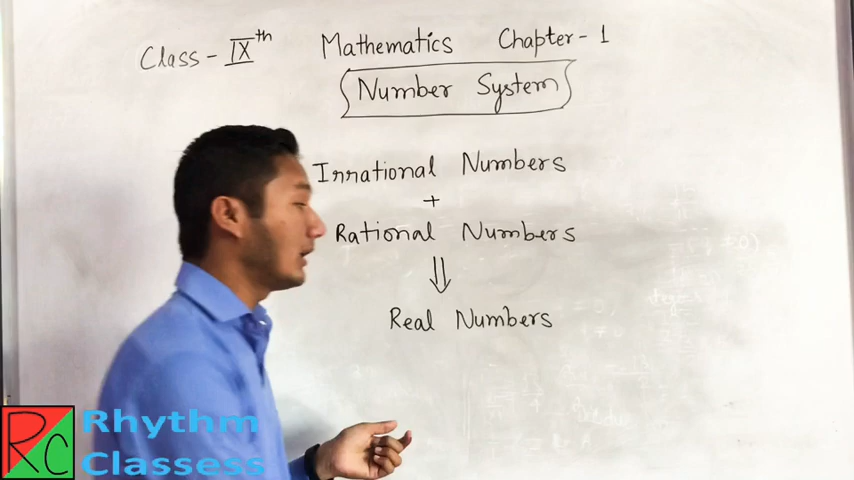 Class - IXth Mathematics Chapter - 1
Number System
Irrational Numbers
+
Rational Numbers
⇓
Real Numbers
RC
Rhythm
Classess